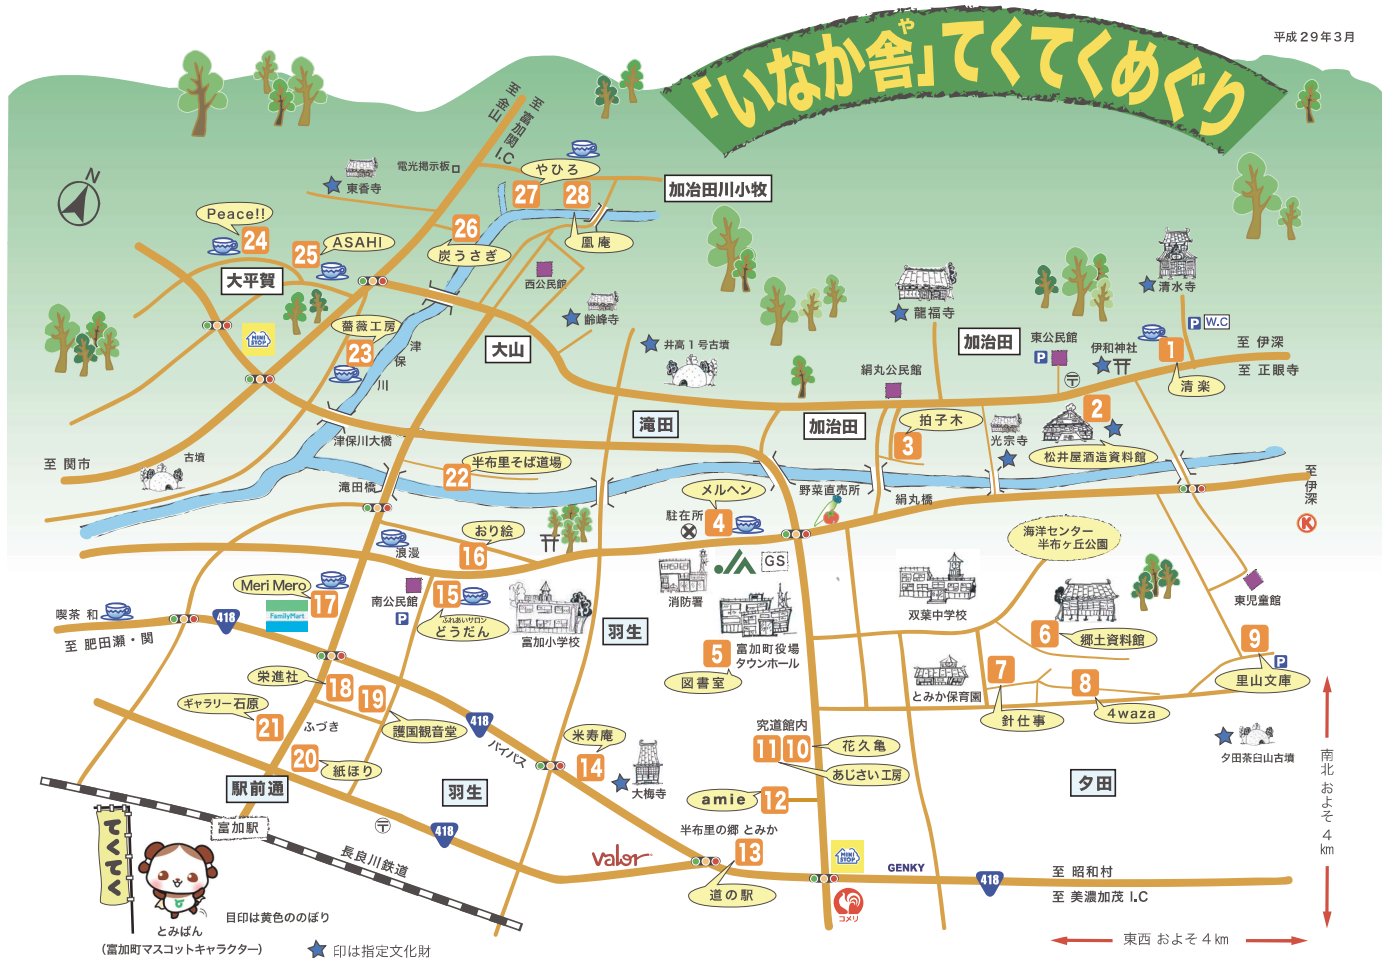 「いなか舎」てくてくめぐり
や
平成29年3月
至 金山
至 富加関 I.C
電光掲示板
やひろ
27
28
加冶田川小牧
東香寺
Peace!!
24
25
ASAHI
26
炭うさぎ
凰庵
大平賀
西公民館
N
齢峰寺
龍福寺
清水寺
P
W.C
薔薇工房
23
津保川
大山
井高1号古墳
加治田
東公民館
P
伊和神社
1
至 伊深
至 正眼寺
清楽
MINI STOP
絹丸公民館
滝田
加治田
拍子木
3
光宗寺
2
松井屋酒造資料館
津保川大橋
至 関市
古墳
半布里そば道場
22
滝田橋
メルヘン
4
駐在所
野菜直売所
絹丸橋
至 伊深
K
おり絵
16
浪漫
海洋センター
半布ヶ丘公園
GS
消防署
Meri Mero
17
FamilyMart
南公民館
P
15
ふれあいサロン
どうだん
富加小学校
羽生
双葉中学校
東児童館
喫茶 和
418
至 肥田瀬・関
富加町役場
タウンホール
5
図書室
6
郷土資料館
9
P
里山文庫
栄進社
18
19
とみか保育園
7
8
針仕事
4waza
ギャラリー石原
21
ふづき
護国観音堂
418
バイパス
米寿庵
14
究道館内
11
10
花久亀
あじさい工房
夕田茶臼山古墳
20
紙ほり
大梅寺
駅前通
羽生
amie
12
夕田
南北 およそ 4km
富加駅
418
半布里の郷 とみか
13
てくてく
長良川鉄道
valor
道の駅
MINI STOP
GENKY
418
至 昭和村
至 美濃加茂 I.C
コメリ
目印は黄色ののぼり
とみぱん
(富加町マスコットキャラクター)
印は指定文化財
東西 およそ 4km